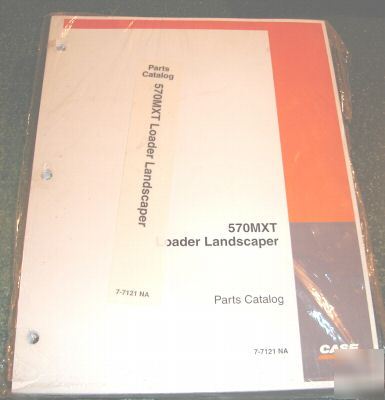 Parts
Catalog
570MXT Loader Landscaper
7-7121 NA
570MXT
Loader Landscaper
Parts Catalog
7-7121 NA
CASE